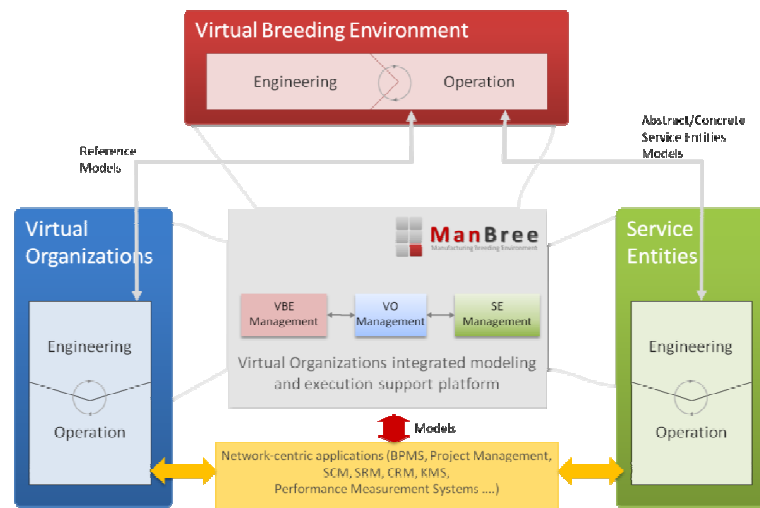 Virtual Breeding Environment
Engineering
Operation
Reference
Models
Abstract/Concrete
Service Entities
Models
Virtual
Organizations
Engineering
Operation
ManBree
Manufacturing Breeding Environment
VBE
Management
VO
Management
SE
Management
Virtual Organizations integrated modeling
and execution support platform
Service
Entities
Engineering
Operation
Models
Network-centric applications (BPMS, Project Management,
SCM, SRM, CRM, KMS,
Performance Measurement Systems ....)